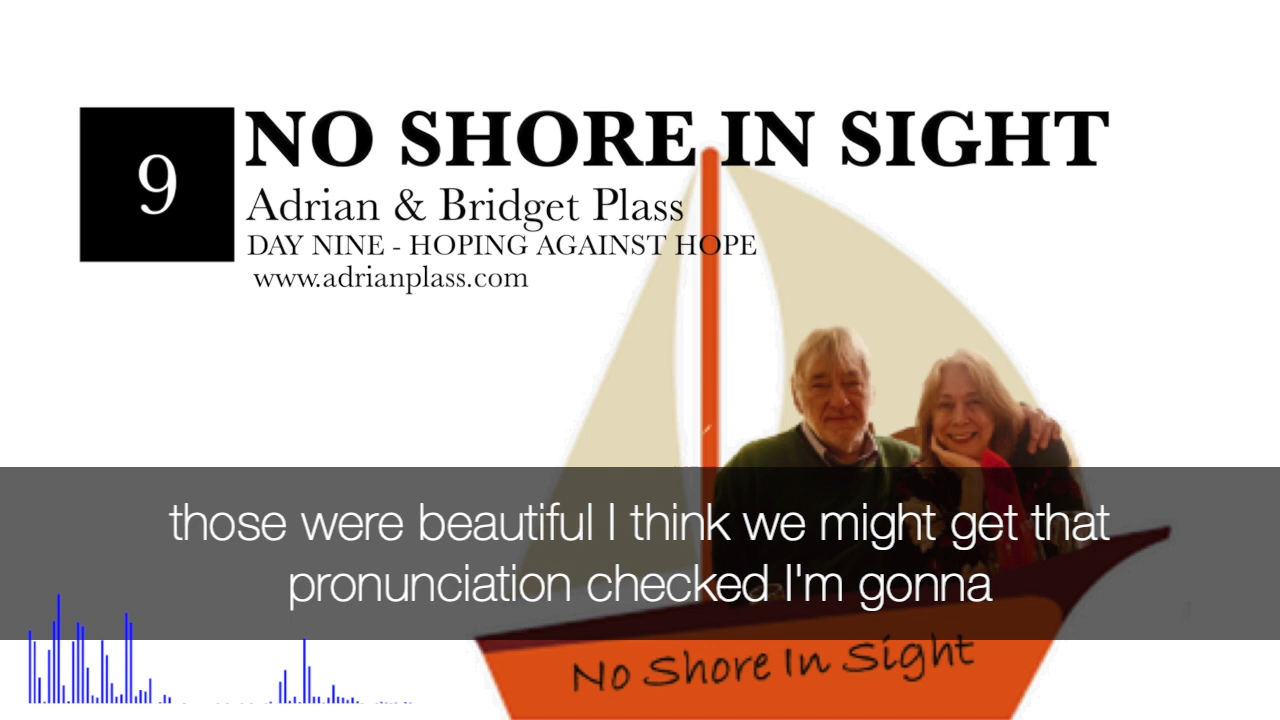 9
NO SHORE IN SIGHT
Adrian & Bridget Plass
DAY NINE - HOPING AGAINST HOPE
www.adrianplass.com
those were beautiful I think we might get that
pronunciation checked I'm gonna
No Shore In Sight